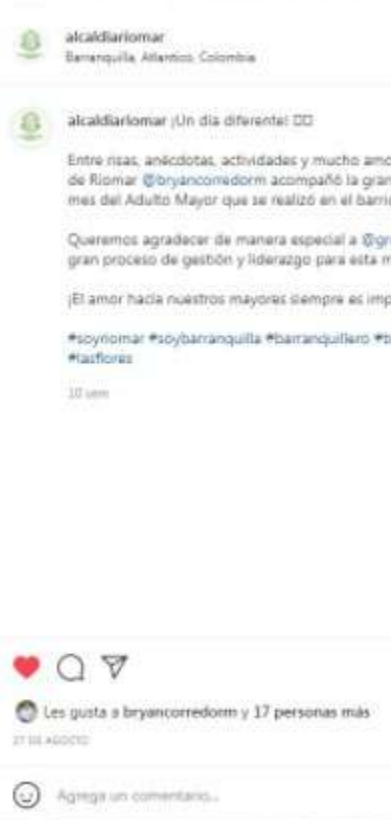 alcaldiariomar
Barranquilla, Atlantico, Colombia
alcaldiariomar ¡Un día diferente! 
Entre risas, anécdotas, actividades y mucho amo
de Riomar @bryancorredorm acompañó la gran
mes del Adulto Mayor que se realizó en el barri
Queremos agradecer de manera especial a @gr
gran proceso de gestión y liderazgo para esta m
¡El amor hacia nuestros mayores siempre es imp
#soyriomar #soybarranquilla #barranquillero #b
#lasflores
10 sem
Les gusta a bryancorredorm y 17 personas más
27 DE AGOSTO
Agrega un comentario...